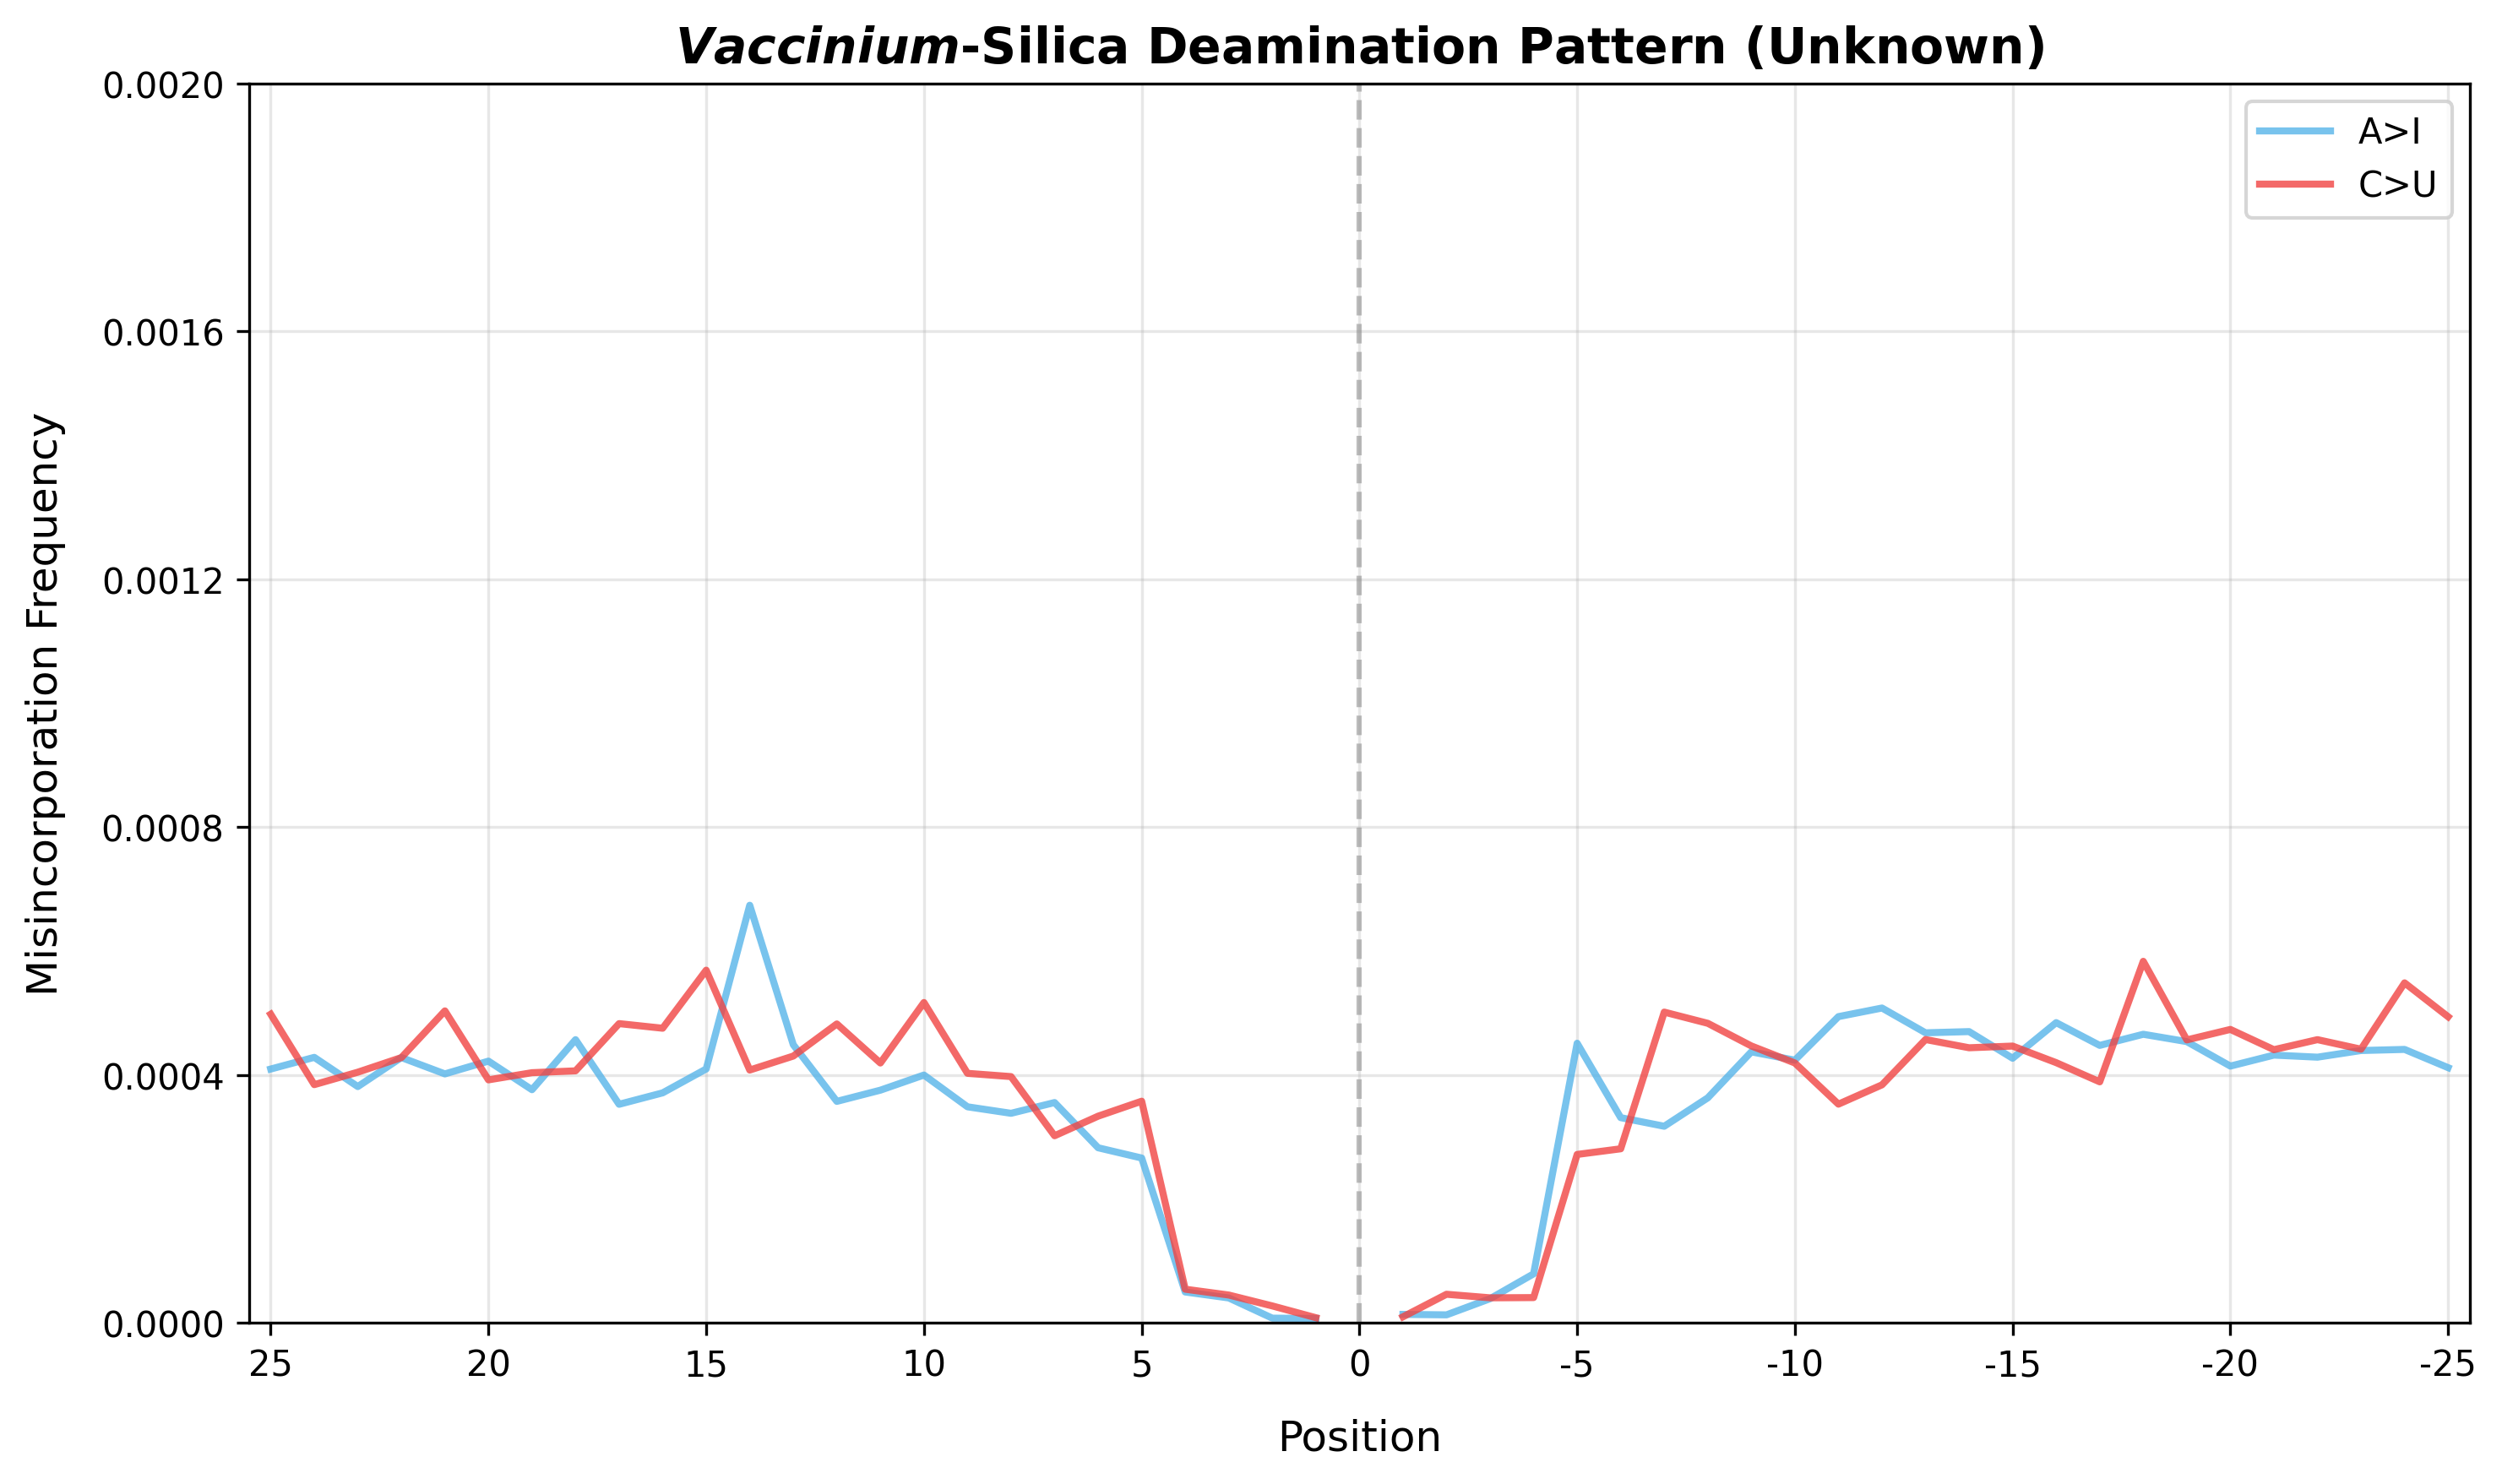 Vaccinium-Silica Deamination Pattern (Unknown)
A>I
C>U
Misincorporation Frequency
0.0020
0.0016
0.0012
0.0008
0.0004
0.0000
25 20 15 10 5 0 -5 -10 -15 -20 -25
Position